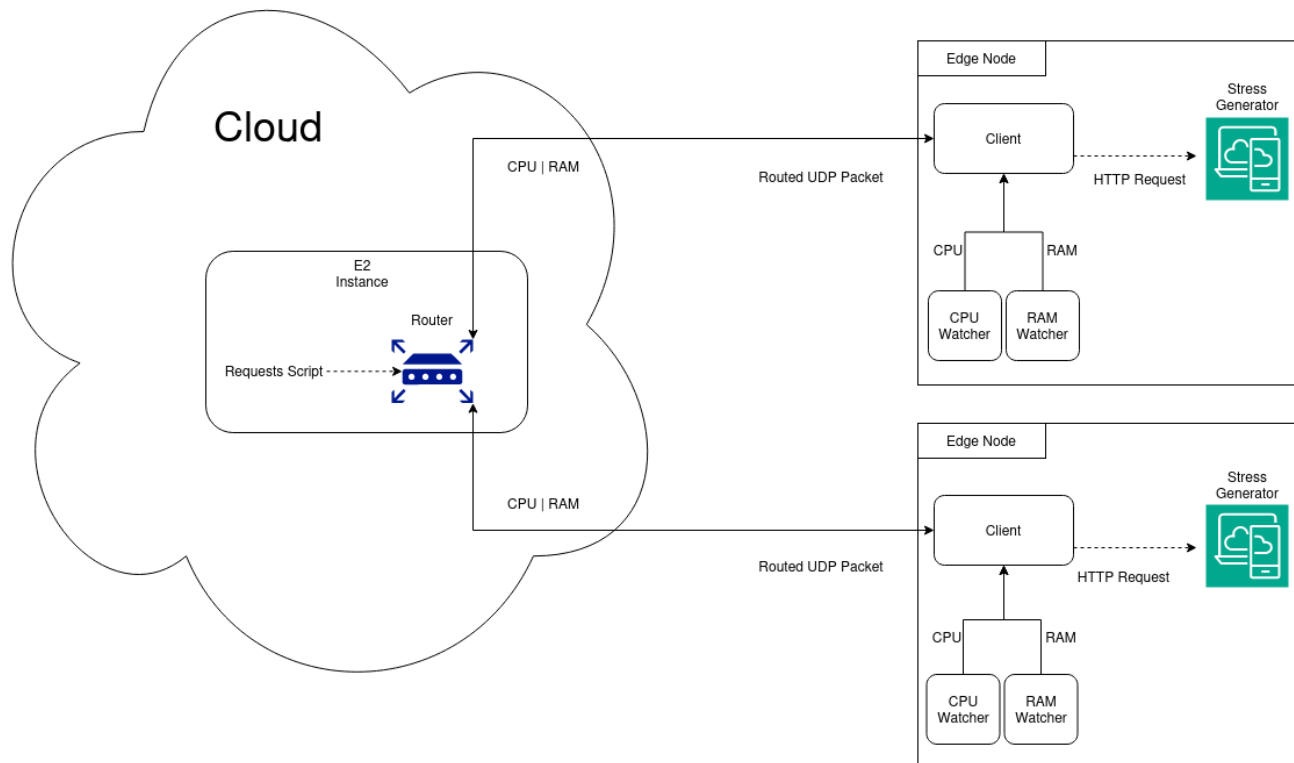 Cloud
E2
Instance
Router
Requests Script
CPU | RAM
Routed UDP Packet
CPU | RAM
Routed UDP Packet
Edge Node
Client
Stress
Generator
HTTP Request
CPU
RAM
CPU
Watcher
RAM
Watcher
Edge Node
Client
Stress
Generator
HTTP Request
CPU
RAM
CPU
Watcher
RAM
Watcher